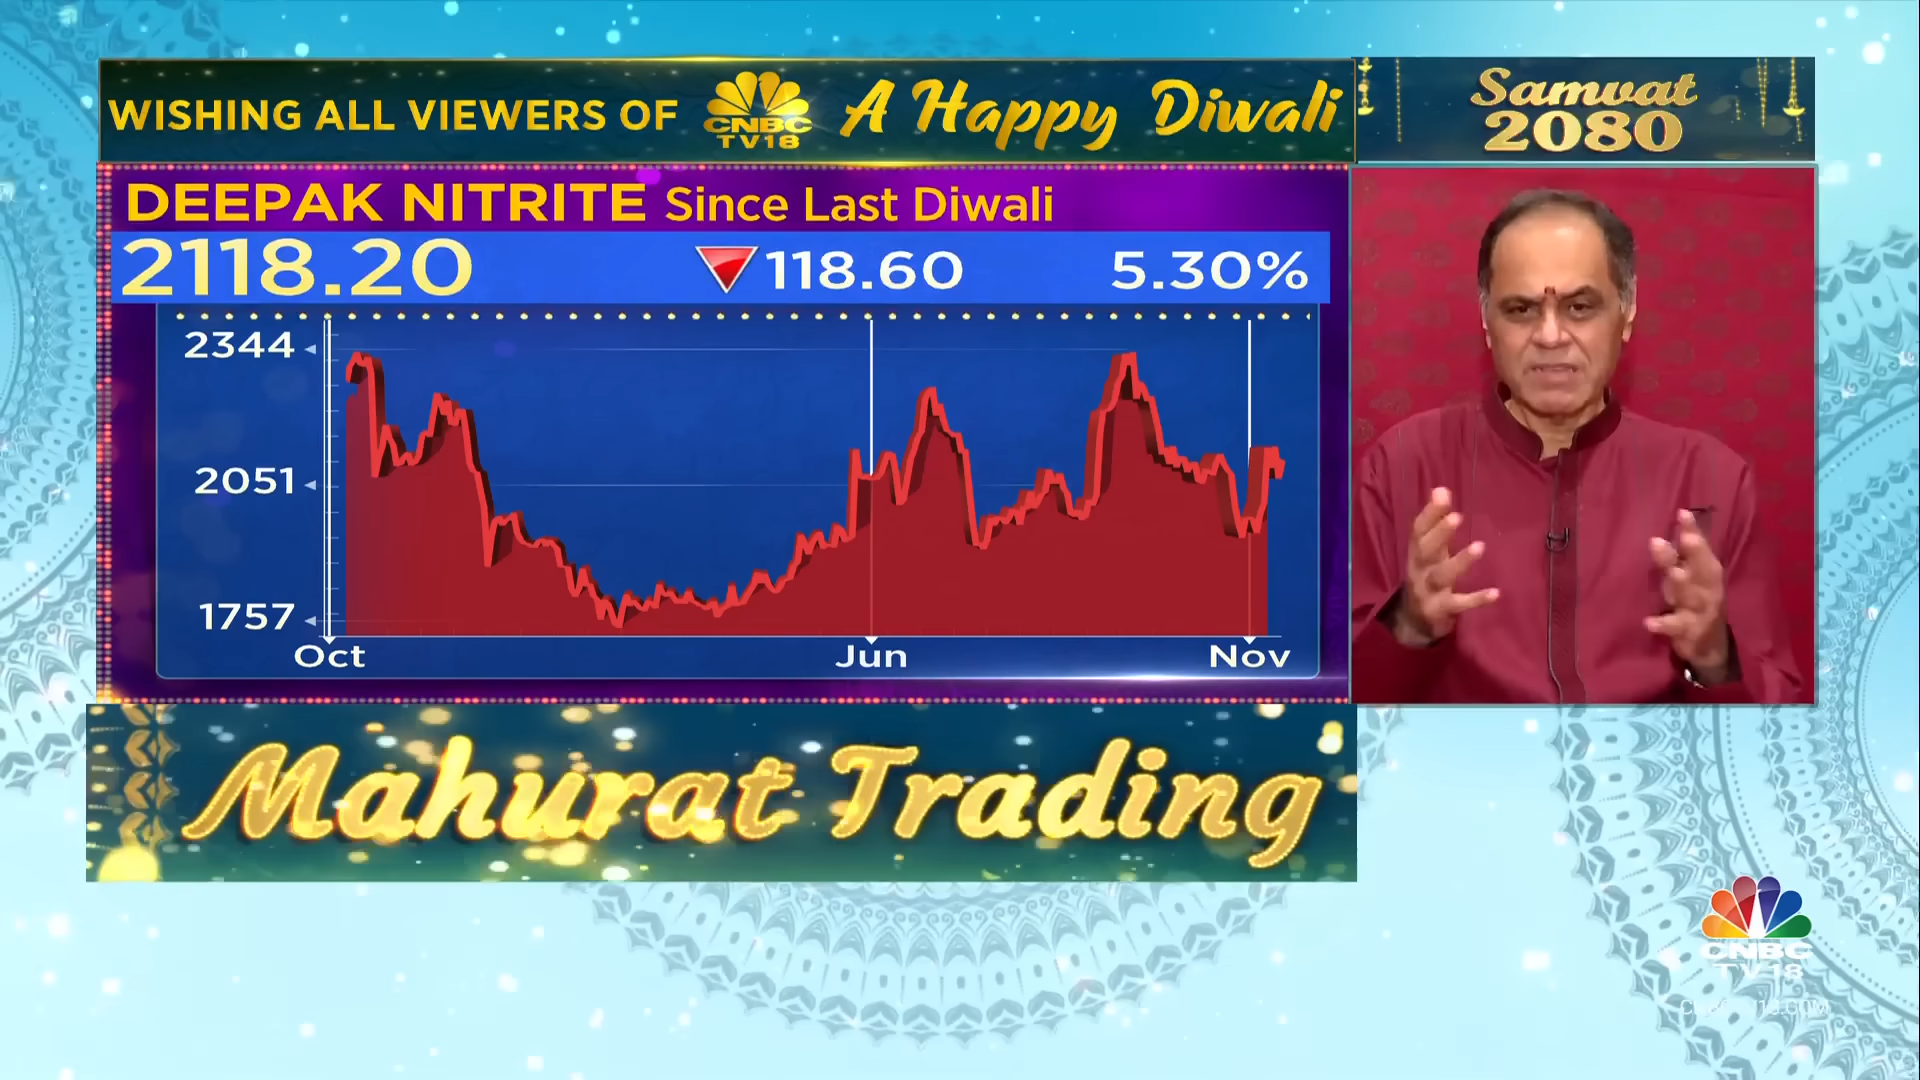 WISHING ALL VIEWERS OF CNBC TV18 A Happy Diwali
Samvat
2080
DEEPAK NITRITE Since Last Diwali
2118.20 118.60 5.30%
2344
2051
1757
Oct Jun Nov
Mahurat Trading
CNBC
TV18